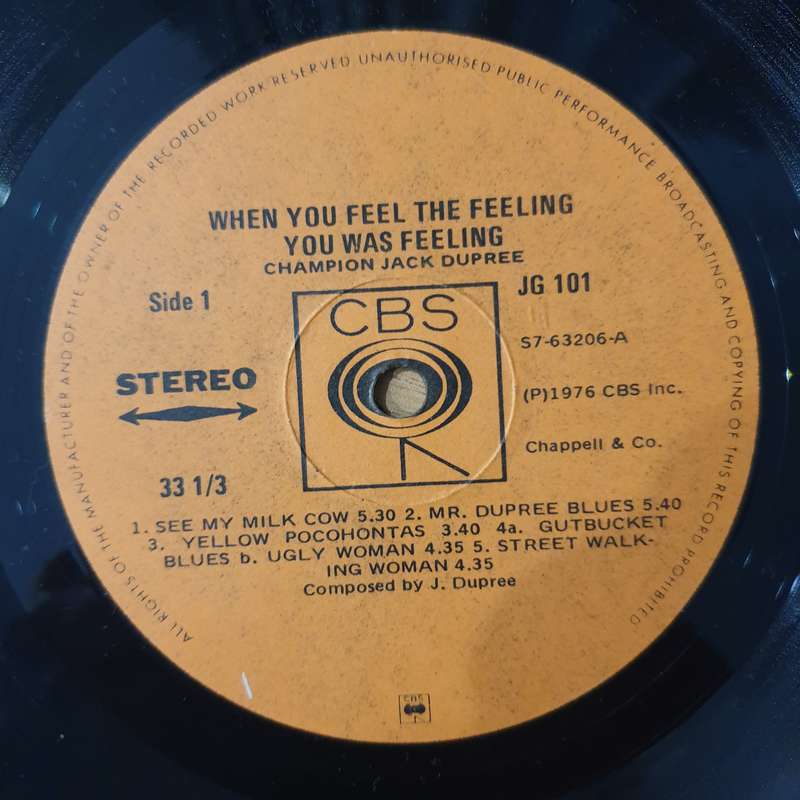 ALL RIGHTS OF THE MANUFACTURER AND OF THE OWNER OF THE RECORDED WORK RESERVED UNAUTHORISED PUBLIC PERFORMANCE BROADCASTING AND COPYING OF THIS RECORD PROHIBITED
WHEN YOU FEEL THE FEELING
YOU WAS FEELING
CHAMPION JACK DUPREE
Side 1
JG 101
CBS
S7-63206-A
STEREO
(P)1976 CBS Inc.
Chappell & Co.
33 1/3
1. SEE MY MILK COW 5.30 2. MR. DUPREE BLUES 5.40
3. YELLOW POCOHONTAS 3.40 4a. GUTBUCKET
BLUES b. UGLY WOMAN 4.35 5. STREET WALK-
ING WOMAN 4.35
Composed by J. Dupree
CBS